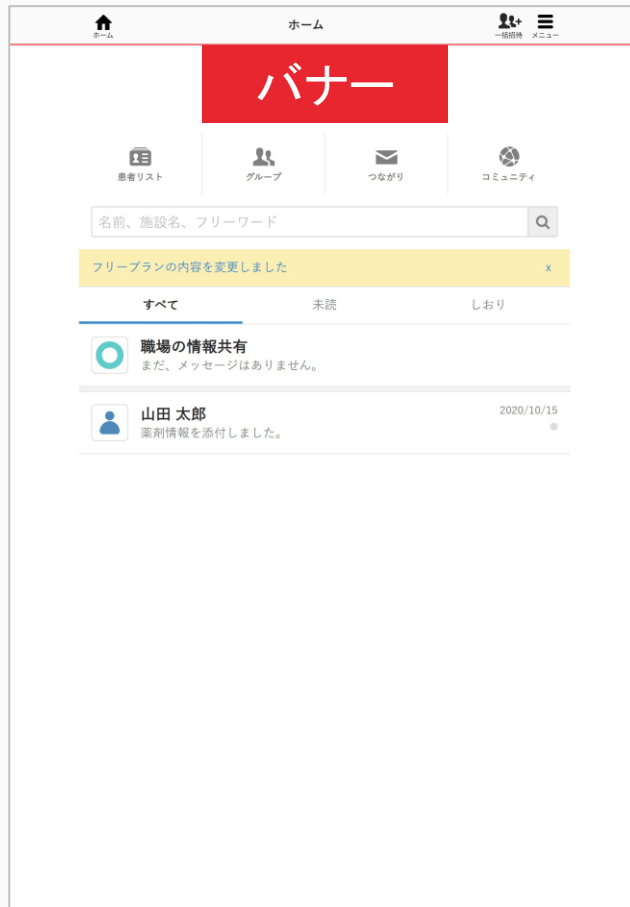 ホーム
ホーム
一括招待
メニュー
バナー
患者リスト
グループ
つながり
コミュニティ
名前、施設名、フリーワード
フリープランの内容を変更しました
x
すべて
未読
しおり
職場の情報共有
まだ、メッセージはありません。
山田 太郎
2020/10/15
薬剤情報を添付しました。